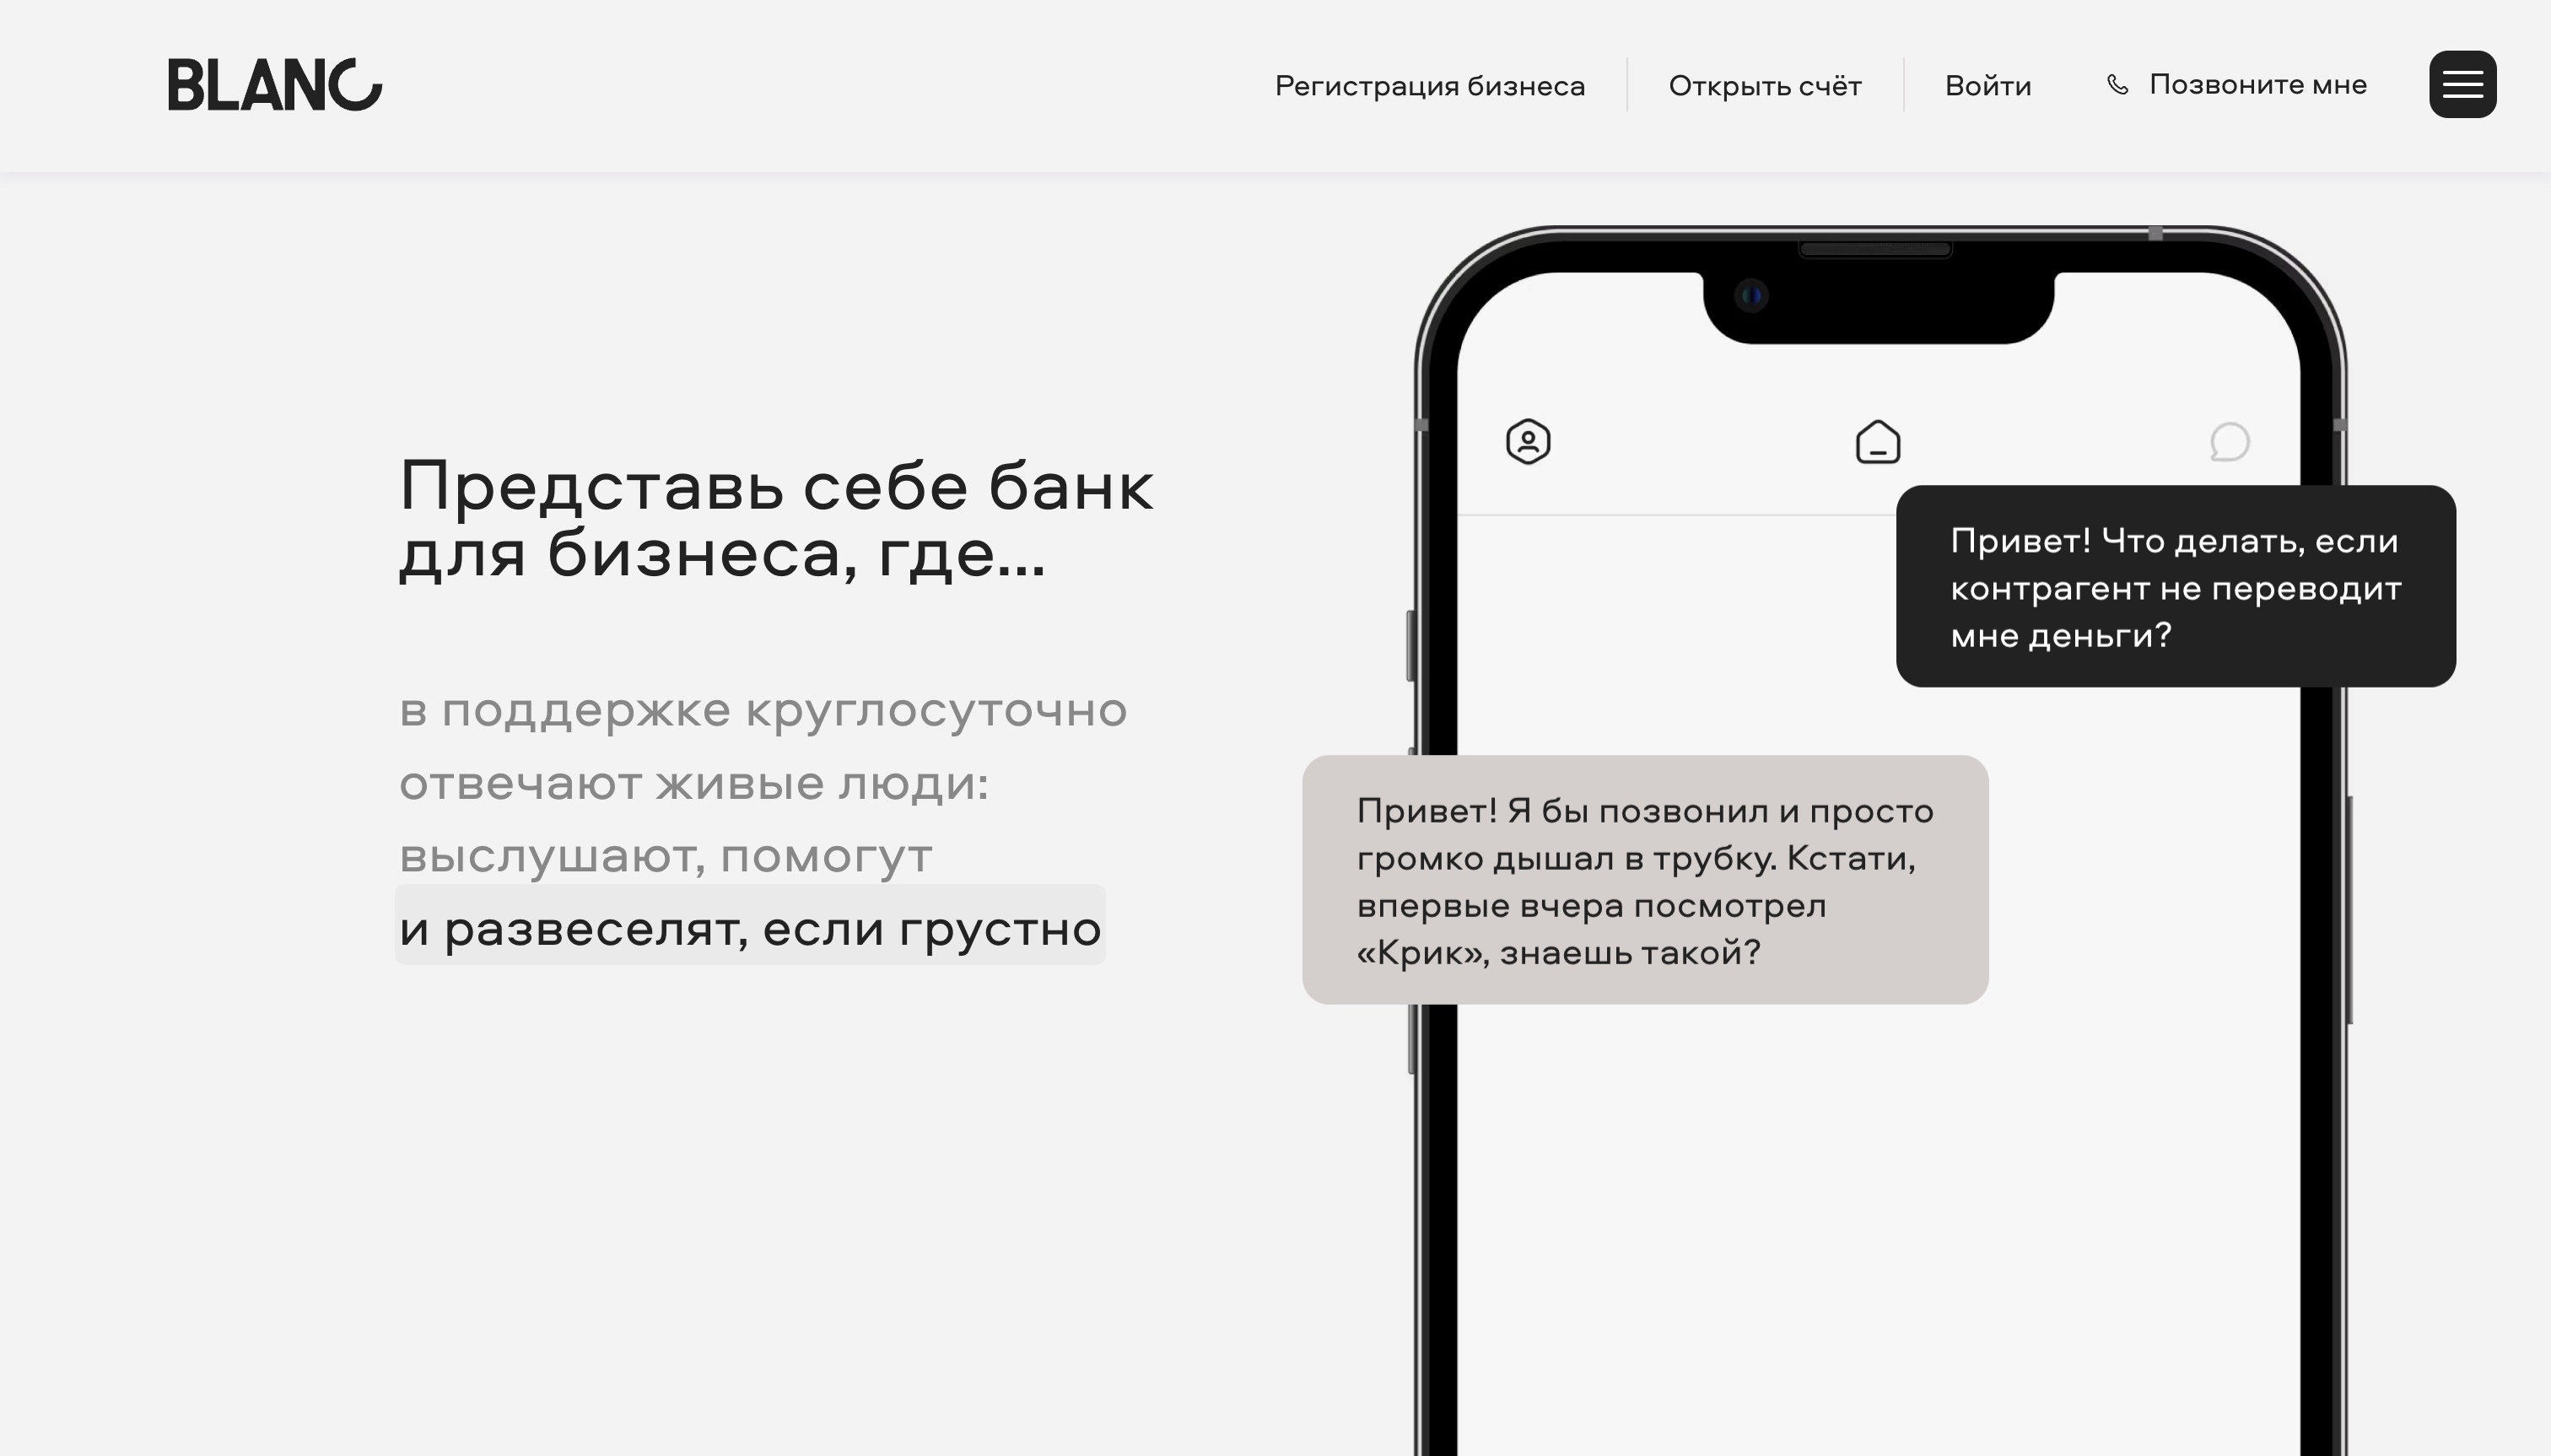 BLANC
Регистрация бизнеса
Открыть счёт
Войти
Позвоните мне
Представь себе банк
для бизнеса, где...
в поддержке круглосуточно
отвечают живые люди:
выслушают, помогут
и развеселят, если грустно
Привет! Что делать, если
контрагент не переводит
мне деньги?
Привет! Я бы позвонил и просто
громко дышал в трубку. Кстати,
впервые вчера посмотрел
«Крик», знаешь такой?